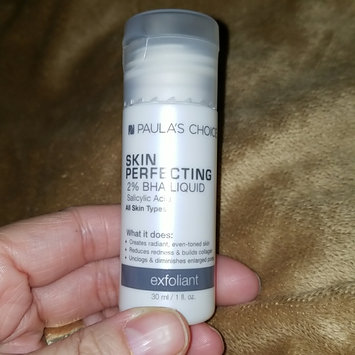 PAULA'S CHOICE
SKIN
PERFECTING
2% BHA LIQUID
Salicylic Acid
All Skin Types
What it does:
• Creates radiant, even-toned skin
• Reduces redness & builds collagen
• Unclogs & diminishes enlarged pores
exfoliant
30 ml / 1 fl. oz.